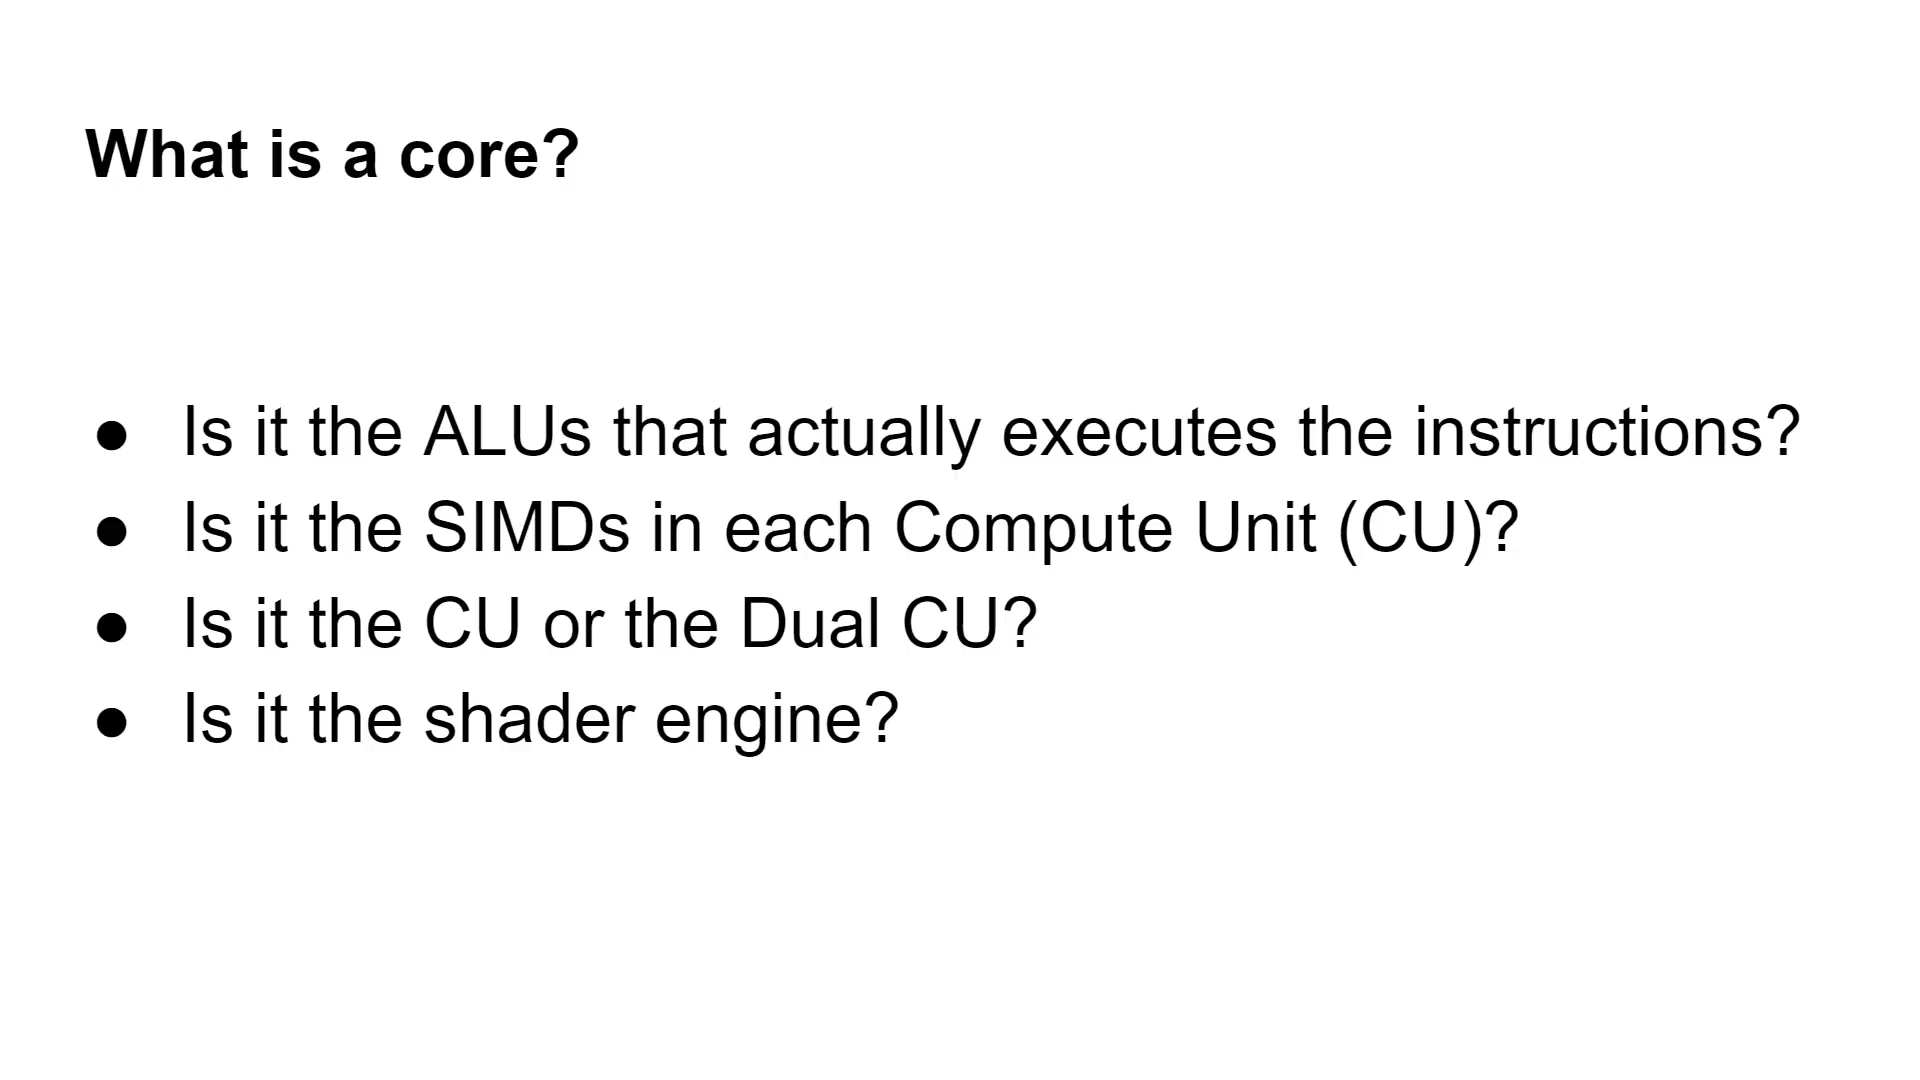 What is a core?
● Is it the ALUs that actually executes the instructions?
● Is it the SIMDs in each Compute Unit (CU)?
● Is it the CU or the Dual CU?
● Is it the shader engine?